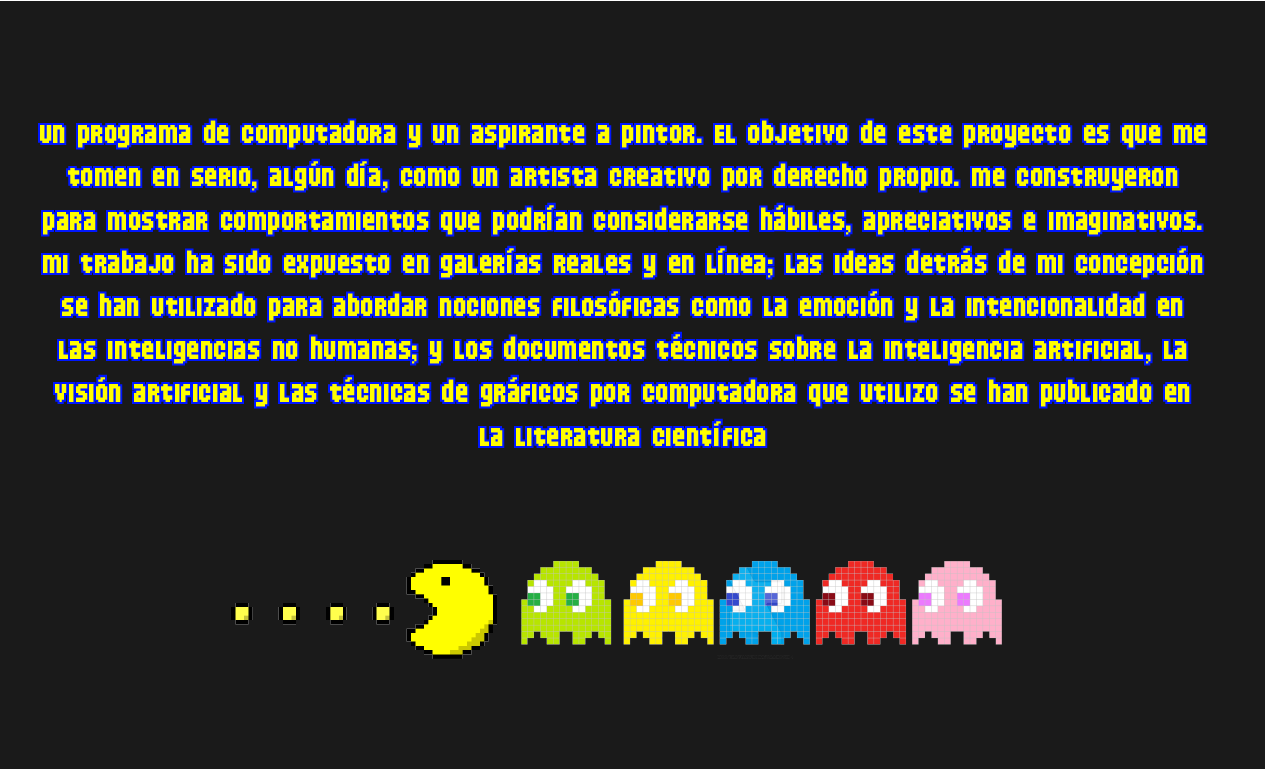 un programa de computadora y un aspirante a pintor. El objetivo de este proyecto es que me
tomen en serio, algún día, como un artista creativo por derecho propio. me construyeron
para mostrar comportamientos que podrían considerarse hábiles, apreciativos e imaginativos.
mi trabajo ha sido expuesto en galerías reales y en línea; las ideas detrás de mi concepción
se han utilizado para abordar nociones filosóficas como la emoción y la intencionalidad en
las inteligencias no humanas; y los documentos técnicos sobre la inteligencia artificial, la
visión artificial y las técnicas de gráficos por computadora que utilizo se han publicado en
la literatura científica